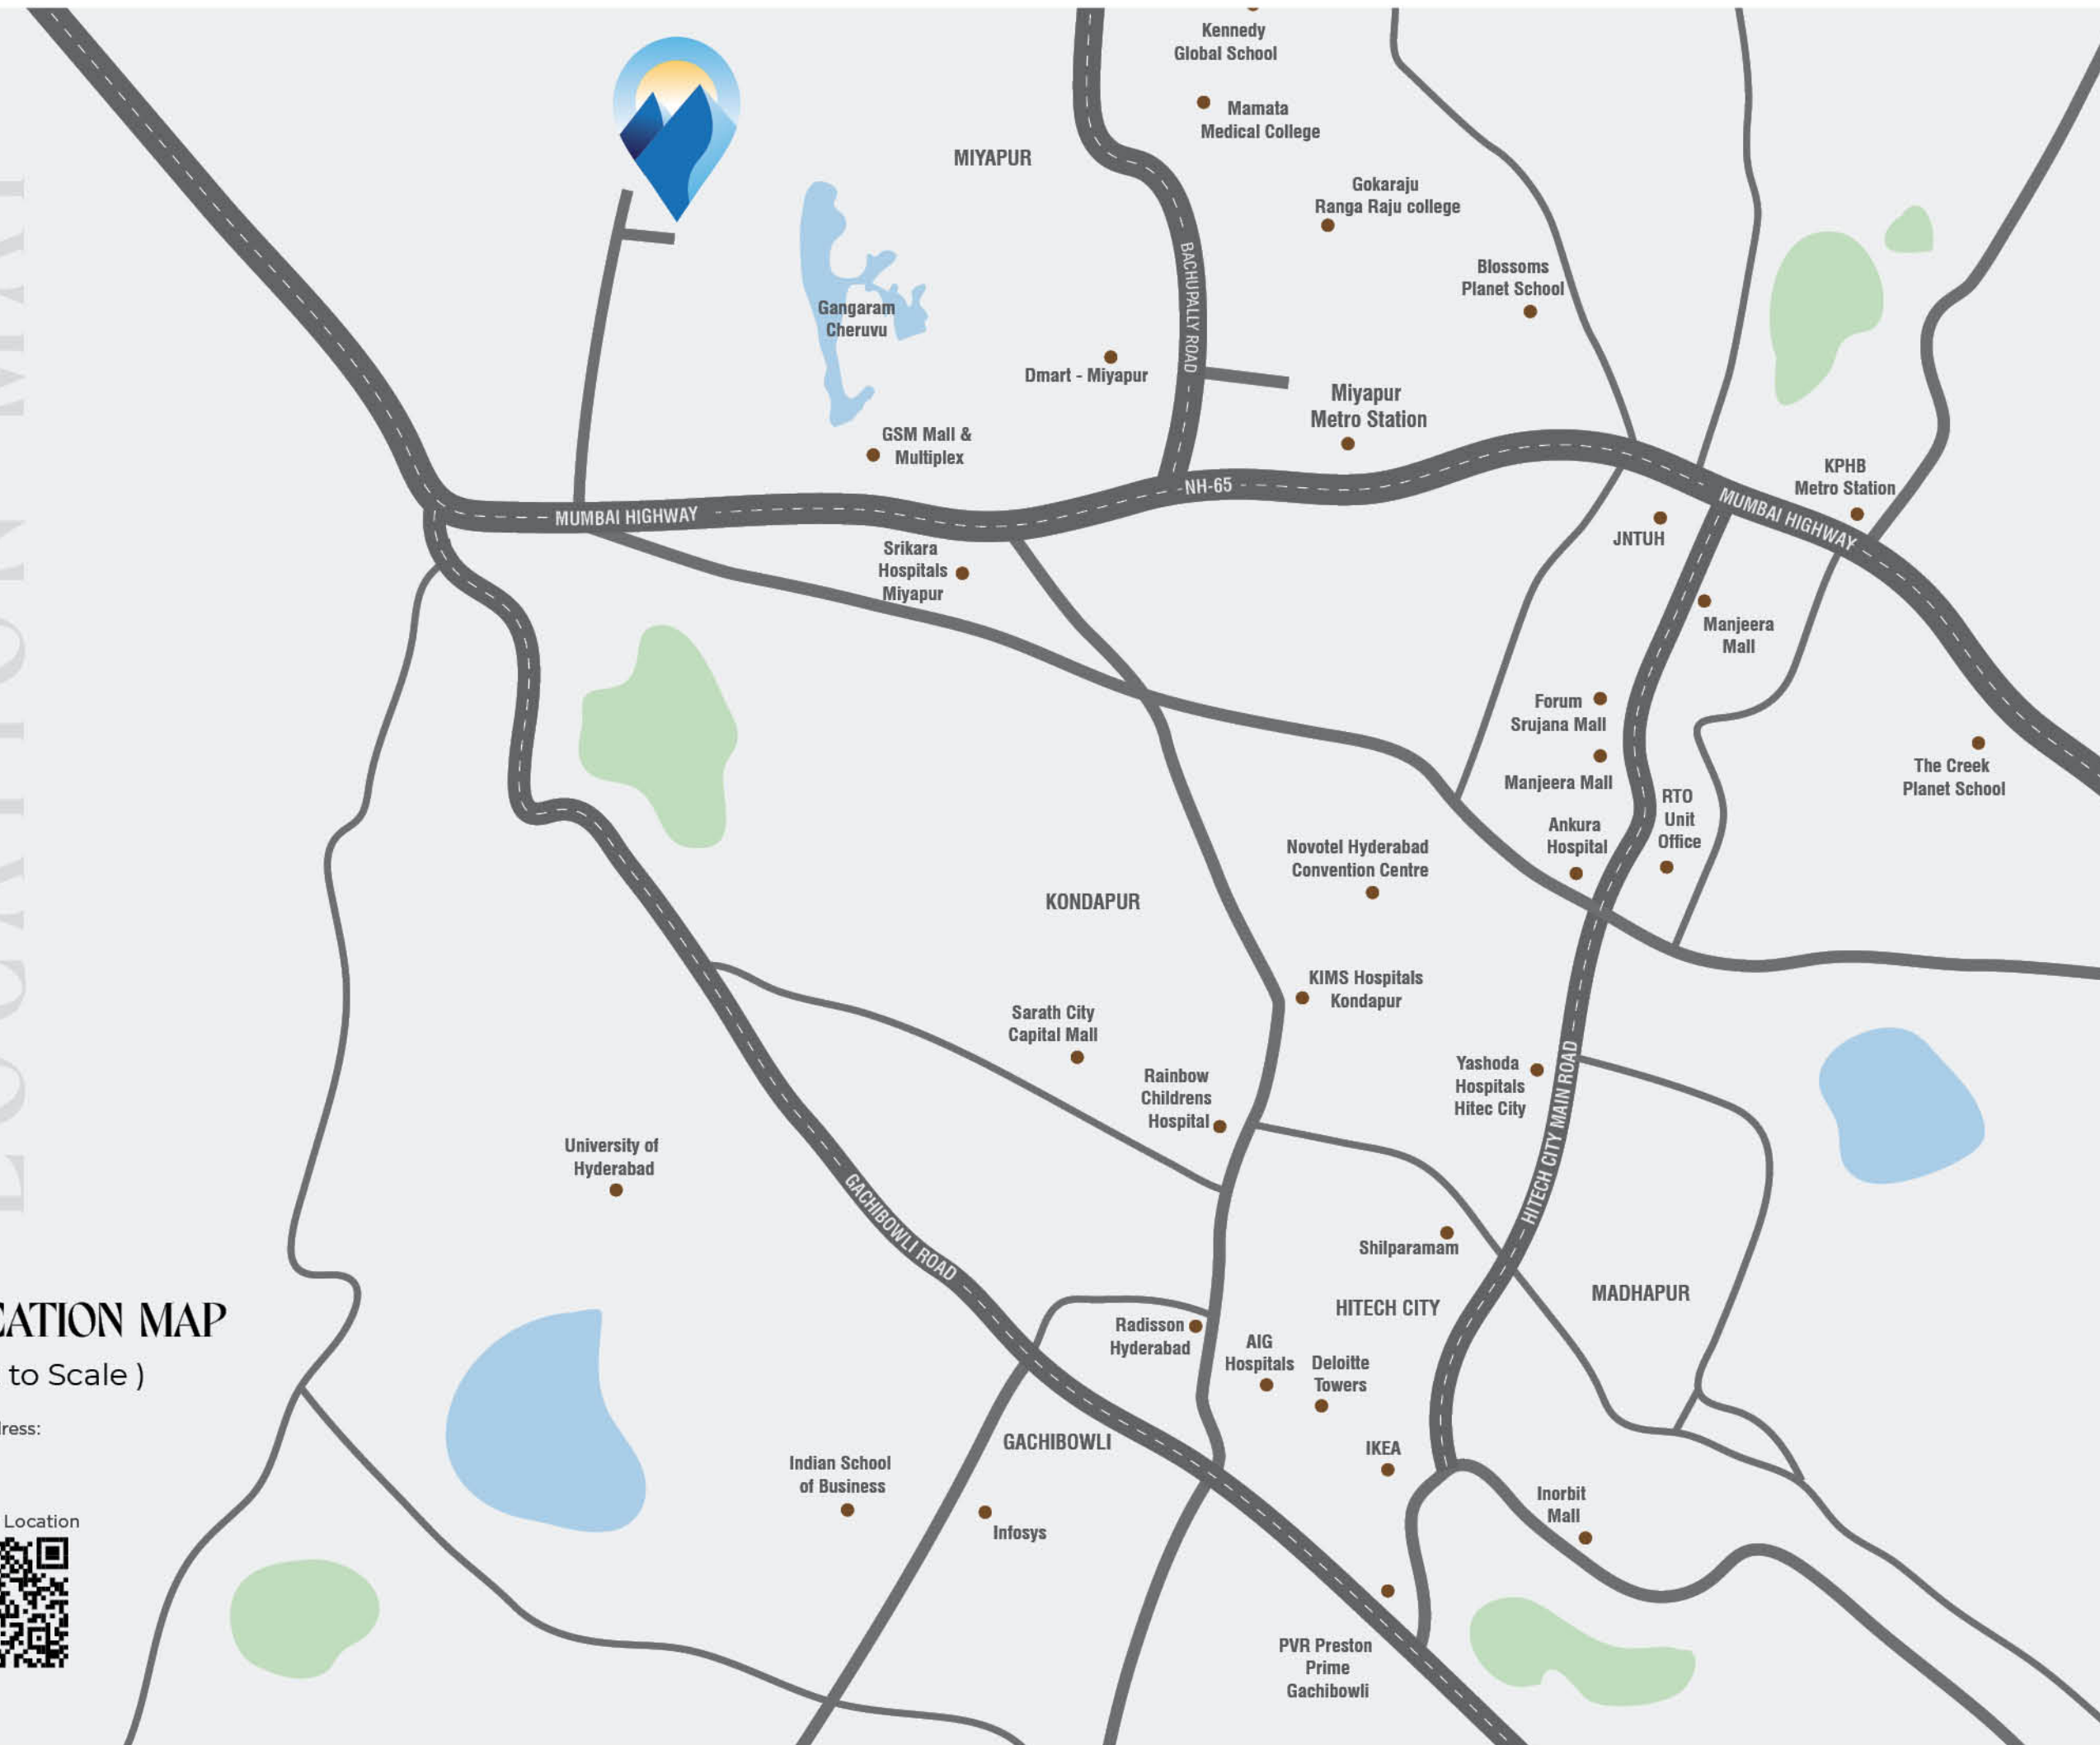 Kennedy
Global School
Mamata
Medical College
MIYAPUR
Gokaraju
Ranga Raju college
BACHUPALLY ROAD
Blossoms
Planet School
Gangaram
Cheruvu
Dmart - Miyapur
Miyapur
Metro Station
GSM Mall &
Multiplex
KPHB
Metro Station
NH-65
MUMBAI HIGHWAY
MUMBAI HIGHWAY
JNTUH
Srikara
Hospitals
Miyapur
Manjeera
Mall
Forum
Srujana Mall
Manjeera Mall
The Creek
Planet School
RTO
Unit
Office
Ankura
Hospital
Novotel Hyderabad
Convention Centre
KONDAPUR
KIMS Hospitals
Kondapur
Sarath City
Capital Mall
Rainbow
Childrens
Hospital
Yashoda
Hospitals
Hitec City
HITECH CITY MAIN ROAD
University of
Hyderabad
GACHIBOWLI ROAD
Shilparamam
MADHAPUR
HITECH CITY
Radisson
Hyderabad
AIG
Hospitals
Deloitte
Towers
GACHIBOWLI
IKEA
Indian School
of Business
Infosys
Inorbit
Mall
PVR Preston
Prime
Gachibowli
LOCATION MAP
CATION MAP
to Scale )
ress:
Location